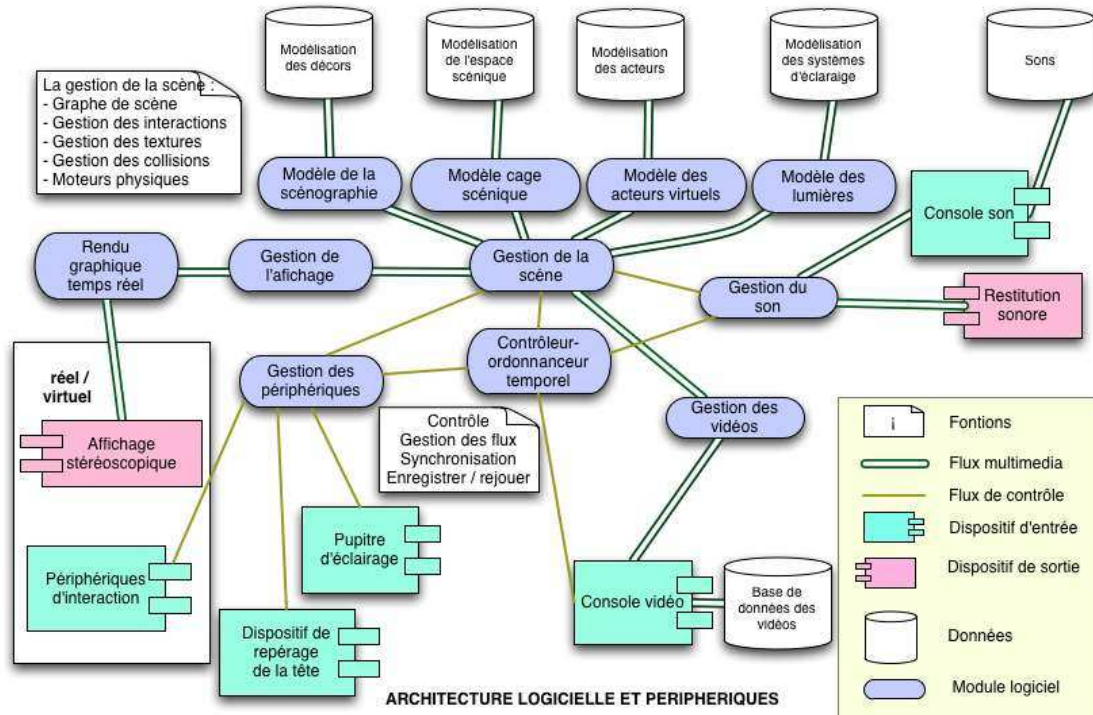 Modélisation
des décors
Modélisation
de l'espace
scénique
Modélisation
des acteurs
Modélisation
des systèmes
d'éclaraige
Sons
La gestion de la scène :
- Graphe de scène
- Gestion des interactions
- Gestion des textures
- Gestion des collisions
- Moteurs physiques
Modèle de la
scénographie
Modèle cage
scénique
Modèle des
acteurs virtuels
Modèle des
lumières
Console son
Rendu
graphique
temps réel
Gestion de
l'afichage
Gestion de la
scène
Gestion du
son
Restitution
sonore
réel /
virtuel
Gestion des
périphériques
Contrôleur-
ordonnanceur
temporel
Gestion des
vidéos
Affichage
stéréoscopique
Contrôle
Gestion des flux
Synchronisation
Enregistrer / rejouer
Pupitre
d'éclairage
Périphériques
d'interaction
Dispositif de
repérage
de la tête
Console vidéo
Base de
données des
vidéos
i
Fontions
Flux multimedia
Flux de contrôle
Dispositif d'entrée
Dispositif de sortie
Données
Module logiciel
ARCHITECTURE LOGICIELLE ET PERIPHERIQUES